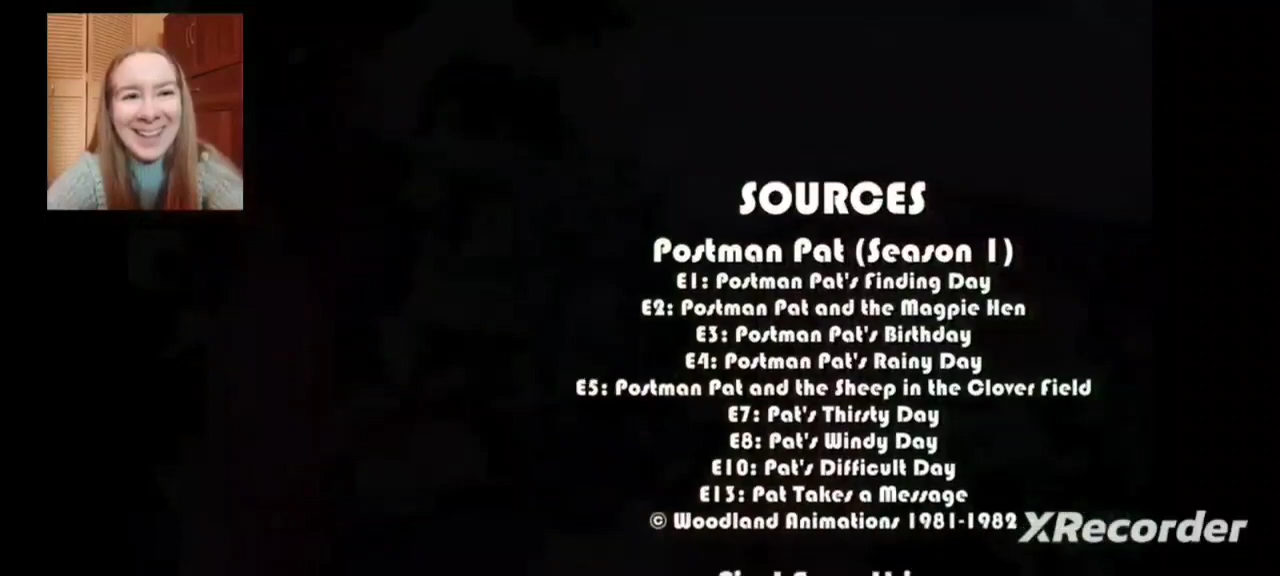 SOURCES
Postman Pat (Season 1)
E1: Postman Pat's Finding Day
E2: Postman Pat and the Magpie Hen
E3: Postman Pat's Birthday
E4: Postman Pat's Rainy Day
E5: Postman Pat and the Sheep in the Clover Field
E7: Pat's Thirsty Day
E8: Pat's Windy Day
E10: Pat's Difficult Day
E13: Pat Takes a Message
© Woodland Animations 1981-1982
XRecorder